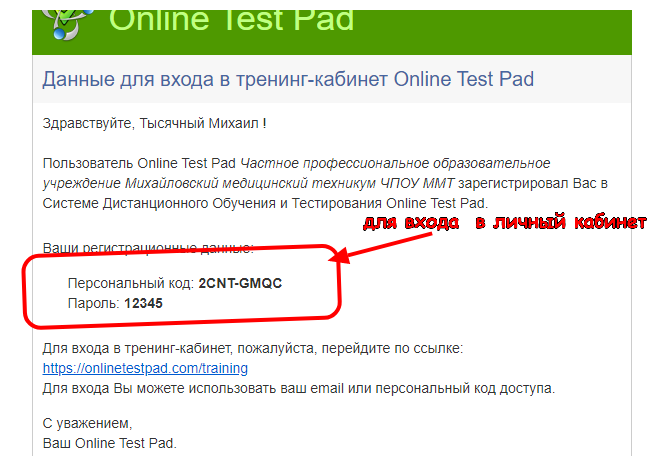 Online Test Pad
Данные для входа в тренинг-кабинет Online Test Pad
Здравствуйте, Тысячный Михаил !
Пользователь Online Test Pad Частное профессиональное образовательное
учреждение Михайловский медицинский техникум ЧПОУ ММТ зарегистрировал Вас в
Системе Дистанционного Обучения и Тестирования Online Test Pad.
для входа в личный кабинет
Ваши регистрационные данные:
Персональный код: 2CNT-GMQC
Пароль: 12345
Для входа в тренинг-кабинет, пожалуйста, перейдите по ссылке:
https://onlinetestpad.com/training
Для входа Вы можете использовать ваш email или персональный код доступа.
С уважением,
Ваш Online Test Pad.